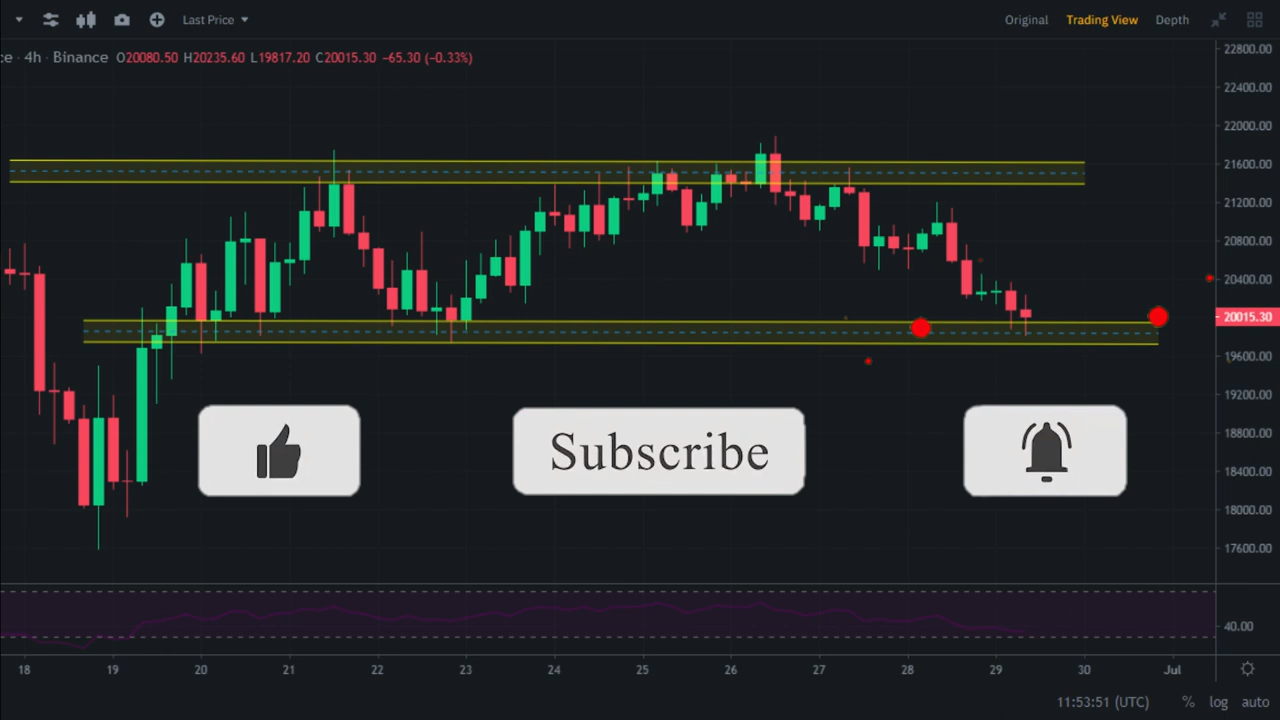 Last Price
Original Trading View Depth
ce · 4h · Binance O20080.50 H20235.60 L19817.20 C20015.30 −65.30 (−0.33%)
22800.00
22400.00
22000.00
21600.00
21200.00
20800.00
20400.00
20015.30
19600.00
19200.00
18800.00
18400.00
18000.00
17600.00
Subscribe
40.00
18 19 20 21 22 23 24 25 26 27 28 29 30 Jul
11:53:51 (UTC) % log auto